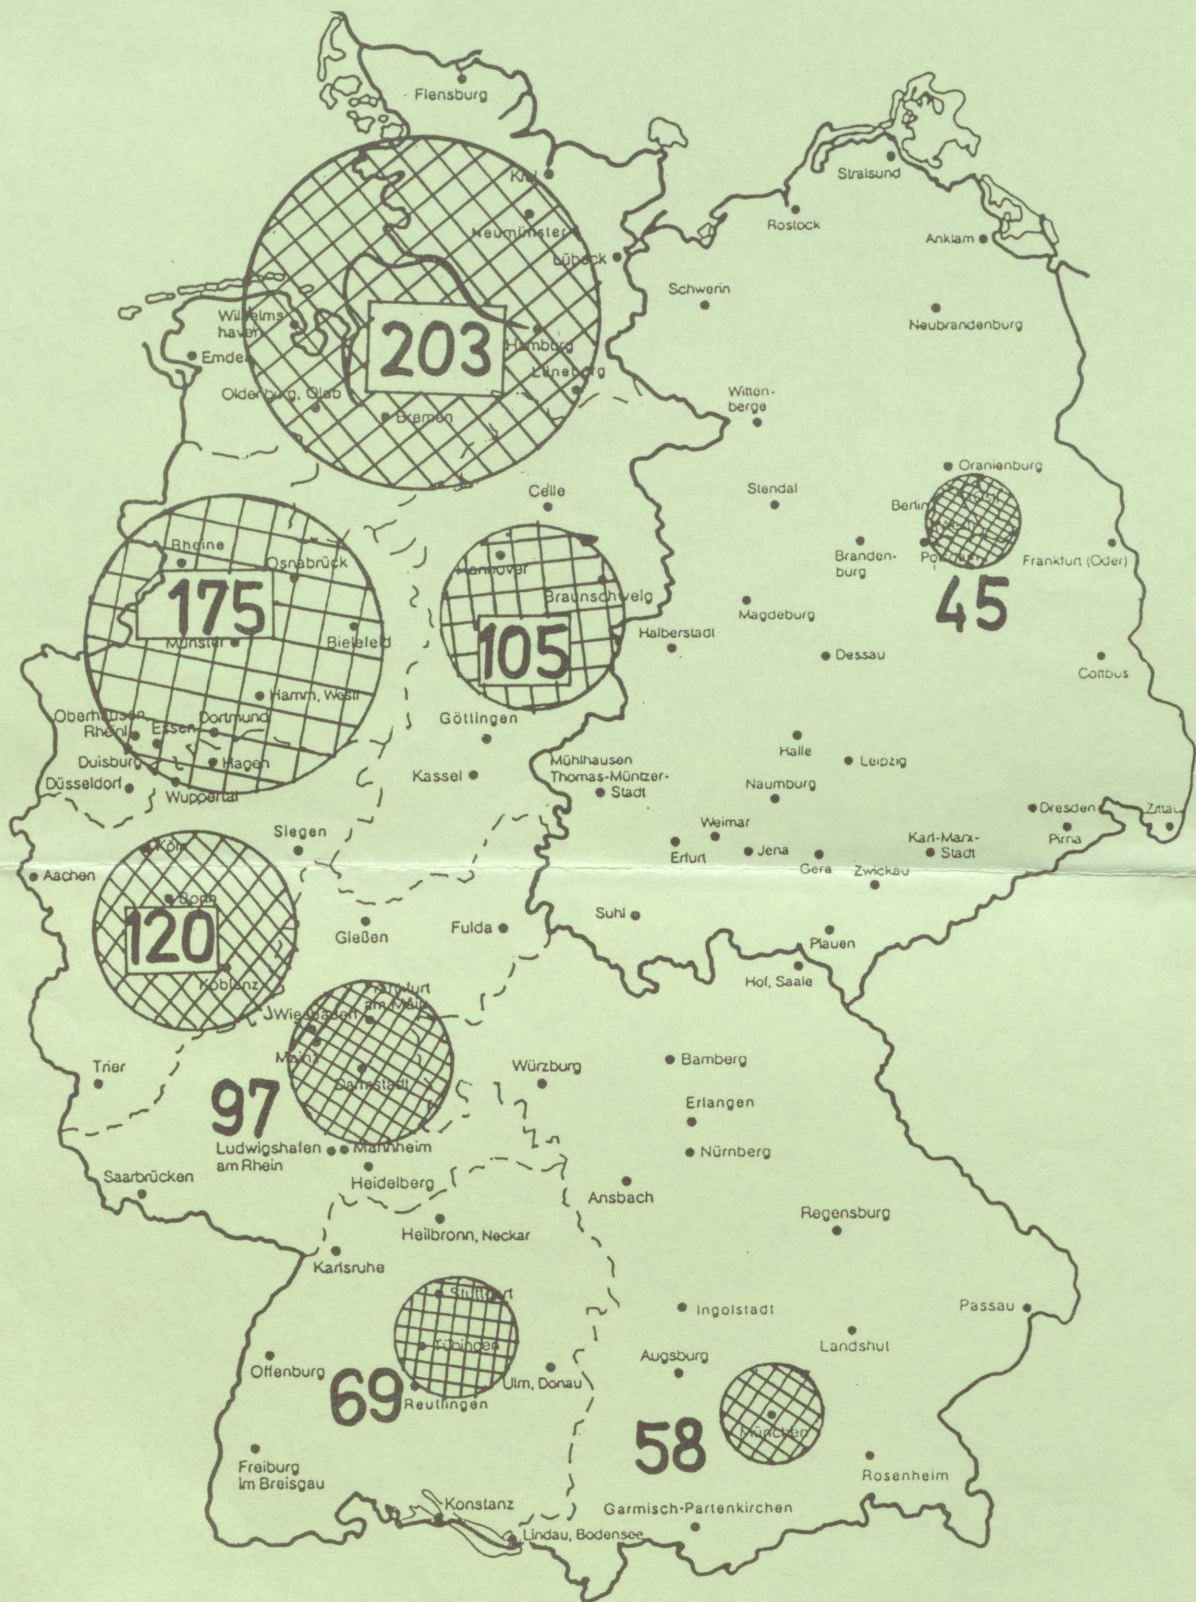 Flensburg
Stralsund
Kiel
Rostock
Neumünster
Anklam
Lübeck
Schwerin
Wilhelms
haven
Neubrandenburg
203
Hamburg
Emden
Lüneburg
Oldenburg, Oldb
Witten-
berge
Bremen
Oranienburg
Celle
Stendal
Berlin
Rheine
Hannover
Osnabrück
Branden-
burg
Potsdam
Frankfurt (Oder)
175
Braunschweig
45
Magdeburg
Münster
Bielefeld
105
Halberstadt
Dessau
Cottbus
Hamm, Westf
Oberhausen,
Rheinl
Essen
Dortmund
Göttingen
Duisburg
Hagen
Halle
Leipzig
Düsseldorf
Wuppertal
Kassel
Mühlhausen
Thomas-Müntzer-
Stadt
Naumburg
Dresden
Zittau
Siegen
Weimar
Pirna
Köln
Erfurt
Jena
Gera
Karl-Marx-
Stadt
Aachen
Zwickau
Bonn
120
Gießen
Fulda
Suhl
Plauen
Koblenz
Hof, Saale
Frankfurt
am Main
Wiesbaden
Mainz
Trier
Darmstadt
Würzburg
Bamberg
97
Erlangen
Ludwigshafen
am Rhein
Mannheim
Nürnberg
Saarbrücken
Heidelberg
Ansbach
Regensburg
Heilbronn, Neckar
Karlsruhe
Stuttgart
Ingolstadt
Passau
Tübingen
Landshut
Offenburg
Augsburg
69
Reutlingen
Ulm, Donau
58
München
Freiburg
im Breisgau
Rosenheim
Konstanz
Garmisch-Partenkirchen
Lindau, Bodensee